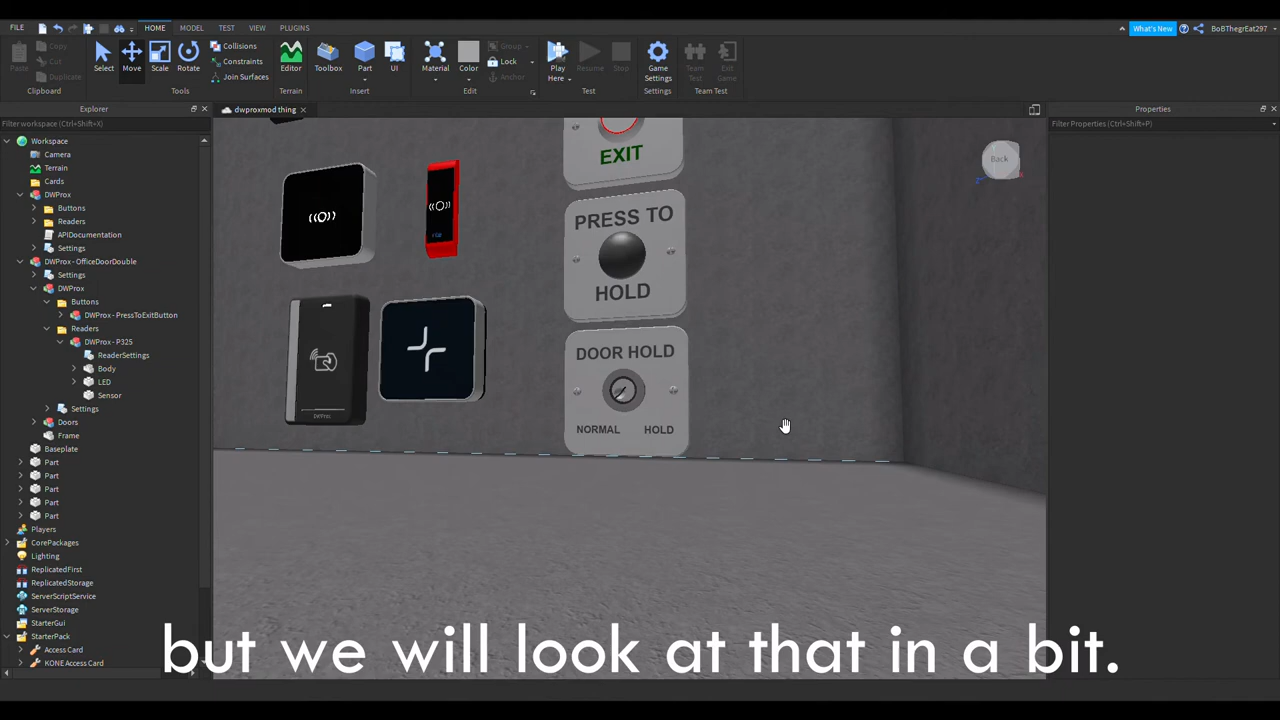 FILE
HOME
MODEL
TEST
VIEW
PLUGINS
What's New
BoBThegrEat297
Paste
Copy
Cut
Duplicate
Clipboard
Select
Move
Scale
Rotate
Collisions
Constraints
Join Surfaces
Tools
Editor
Terrain
Toolbox
Part
UI
Insert
Material
Color
Group
Lock
Anchor
Edit
Play
Here
Resume
Stop
Test
Game
Settings
Settings
Team
Test
Exit
Game
Team Test
Explorer
Filter workspace (Ctrl+Shift+X)
Workspace
Camera
Terrain
Cards
DWProx
Buttons
Readers
APIDocumentation
Settings
DWProx - OfficeDoorDouble
Settings
DWProx
Buttons
DWProx - PressToExitButton
Readers
DWProx - P325
ReaderSettings
Body
LED
Sensor
Settings
Doors
Frame
Baseplate
Part
Part
Part
Part
Part
Players
CorePackages
Lighting
ReplicatedFirst
ReplicatedStorage
ServerScriptService
ServerStorage
StarterGui
StarterPack
Access Card
KONE Access Card
dwproxmod thing
EXIT
PRESS TO
HOLD
DOOR HOLD
NORMAL HOLD
DWProx
Back
Properties
Filter Properties (Ctrl+Shift+P)
but we will look at that in a bit.